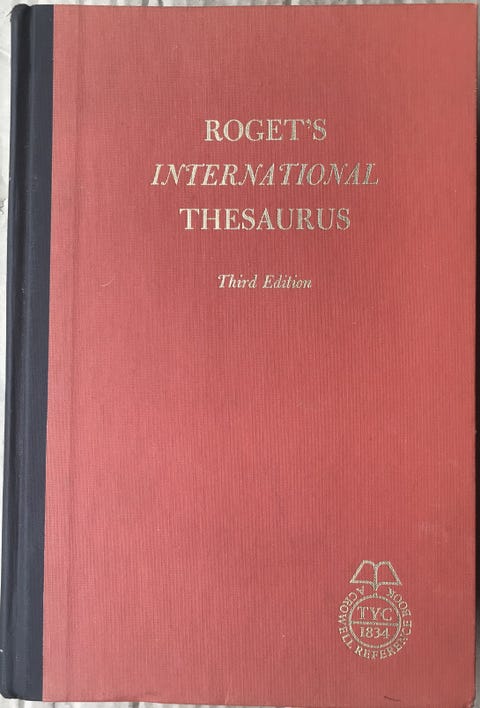 ROGET'S
INTERNATIONAL
THESAURUS
Third Edition
A CROWELL REFERENCE BOOK
TYC
1834